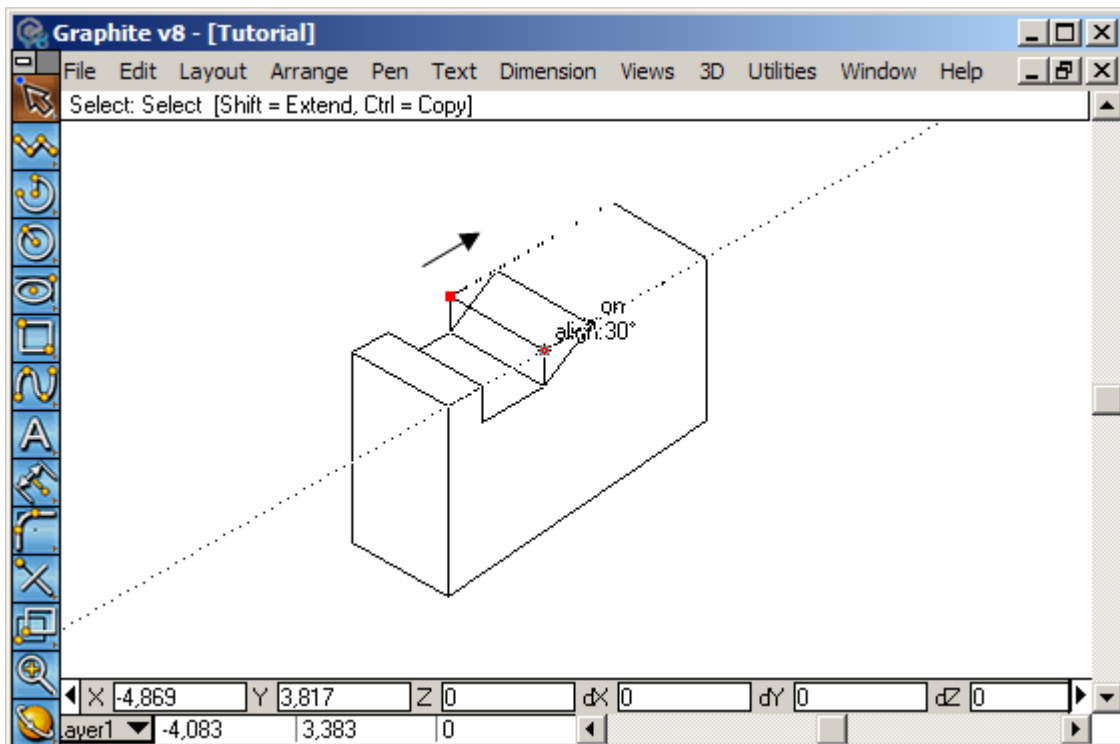 Graphite v8 - [Tutorial]
File Edit Layout Arrange Pen Text Dimension Views 3D Utilities Window Help
Select: Select [Shift = Extend, Ctrl = Copy]
on
align:30°
X -4,869 Y 3,817 Z 0 dX 0 dY 0 dZ 0
Layer1 -4,083 3,383 0